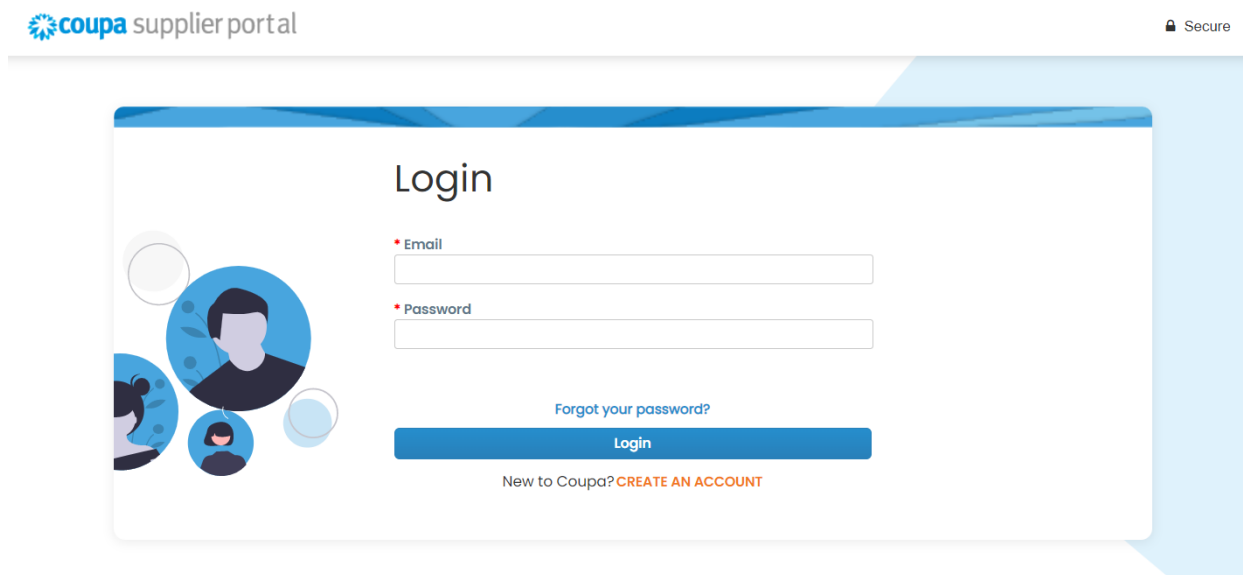 coupa supplier portal
Secure
Login
* Email
* Password
Forgot your password?
Login
New to Coupa? CREATE AN ACCOUNT